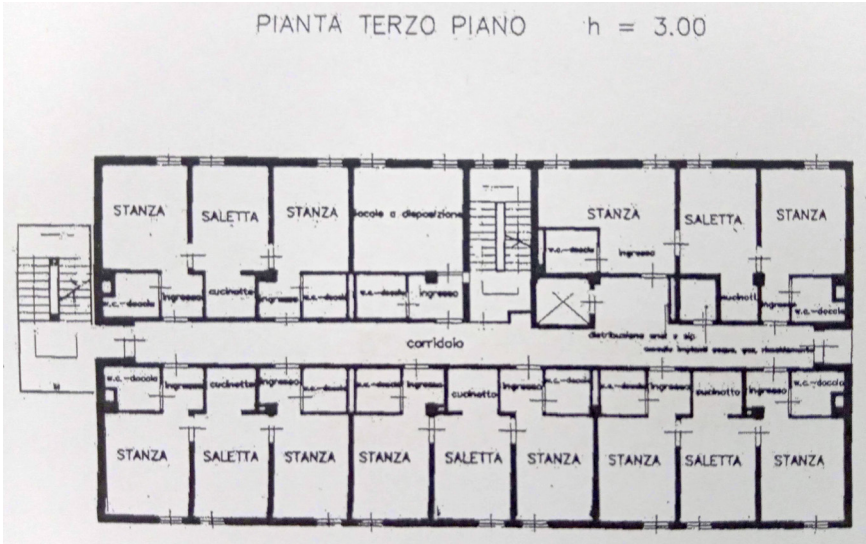 PIANTA TERZO PIANO h = 3.00
STANZA SALETTA STANZA locale a disposizione STANZA SALETTA STANZA
w.c.-doccia ingresso
w.c.-doccia ingresso cucinotto ingresso w.c.-doccia w.c.-doccia ingresso cucinotto ingresso w.c.-doccia
corridoio
distribuzione enel e sip
w.c.-doccia ingresso cucinotto ingresso w.c.-doccia w.c.-doccia ingresso cucinotto ingresso w.c.-doccia w.c.-doccia ingresso cucinotto ingresso w.c.-doccia
STANZA SALETTA STANZA STANZA SALETTA STANZA STANZA SALETTA STANZA